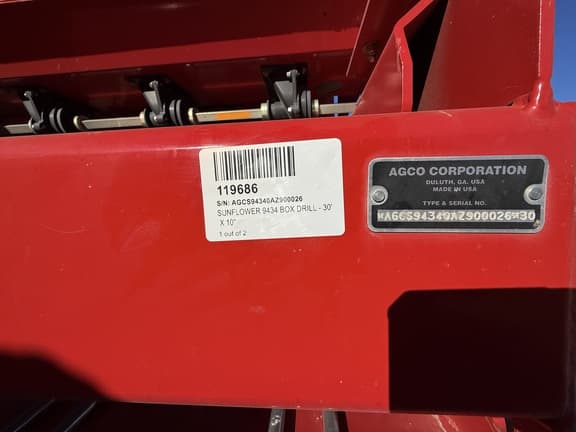 119686
S/N: AGCS94340AZ900026
SUNFLOWER 9434 BOX DRILL - 30'
X 10"
1 out of 2
AGCO CORPORATION
DULUTH, GA. USA
MADE IN USA
TYPE & SERIAL NO.